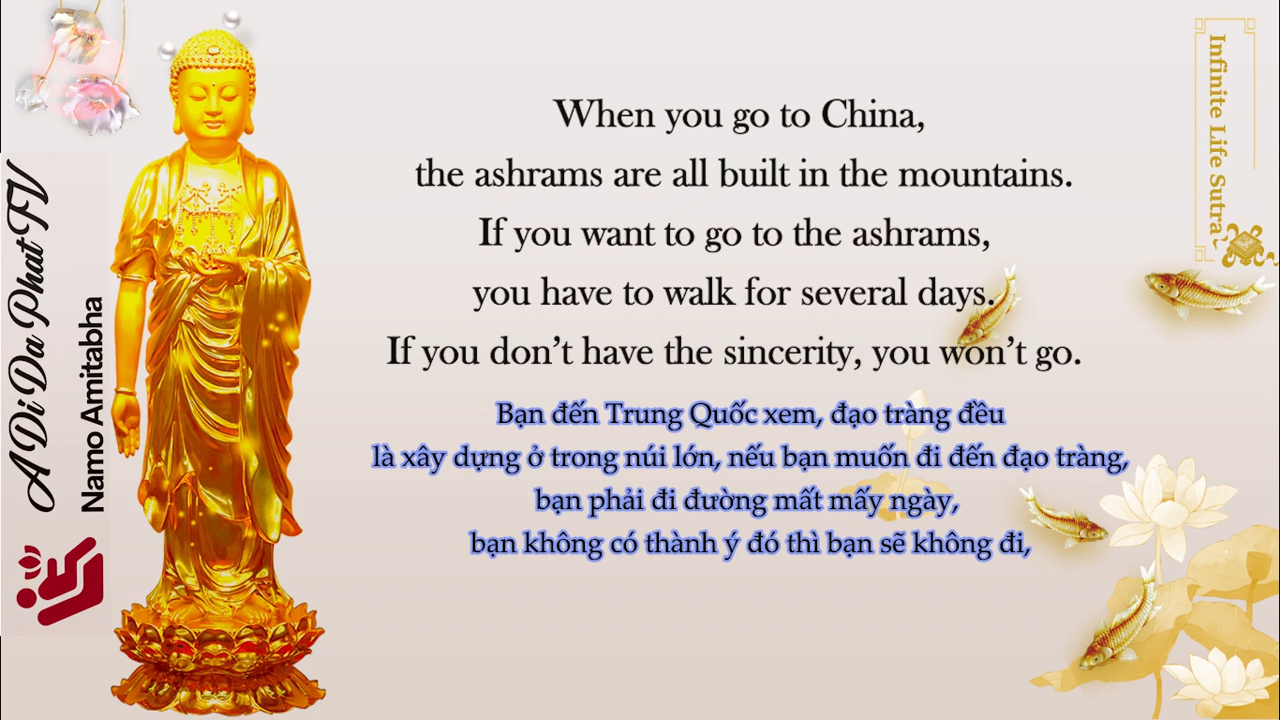 A Di Da Phat TV
Namo Amitabha
When you go to China,
the ashrams are all built in the mountains.
If you want to go to the ashrams,
you have to walk for several days.
If you don't have the sincerity, you won't go.
Bạn đến Trung Quốc xem, đạo tràng đều
là xây dựng ở trong núi lớn, nếu bạn muốn đi đến đạo tràng,
bạn phải đi đường mất mấy ngày,
bạn không có thành ý đó thì bạn sẽ không đi,
Infinite Life Sutra